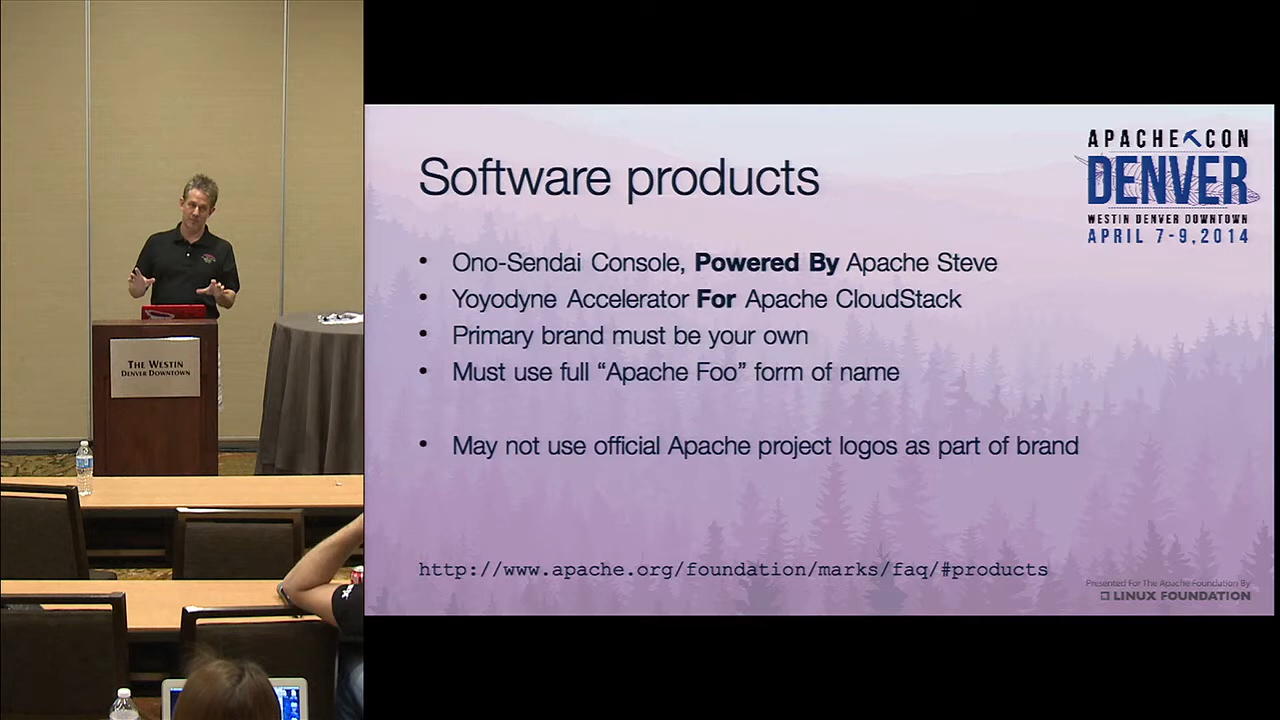 THE WESTIN
DENVER DOWNTOWN
APACHE CON
DENVER
WESTIN DENVER DOWNTOWN
APRIL 7-9, 2014
Software products
• Ono-Sendai Console, Powered By Apache Steve
• Yoyodyne Accelerator For Apache CloudStack
• Primary brand must be your own
• Must use full “Apache Foo” form of name
• May not use official Apache project logos as part of brand
http://www.apache.org/foundation/marks/faq/#products
Presented For The Apache Foundation By
LINUX FOUNDATION